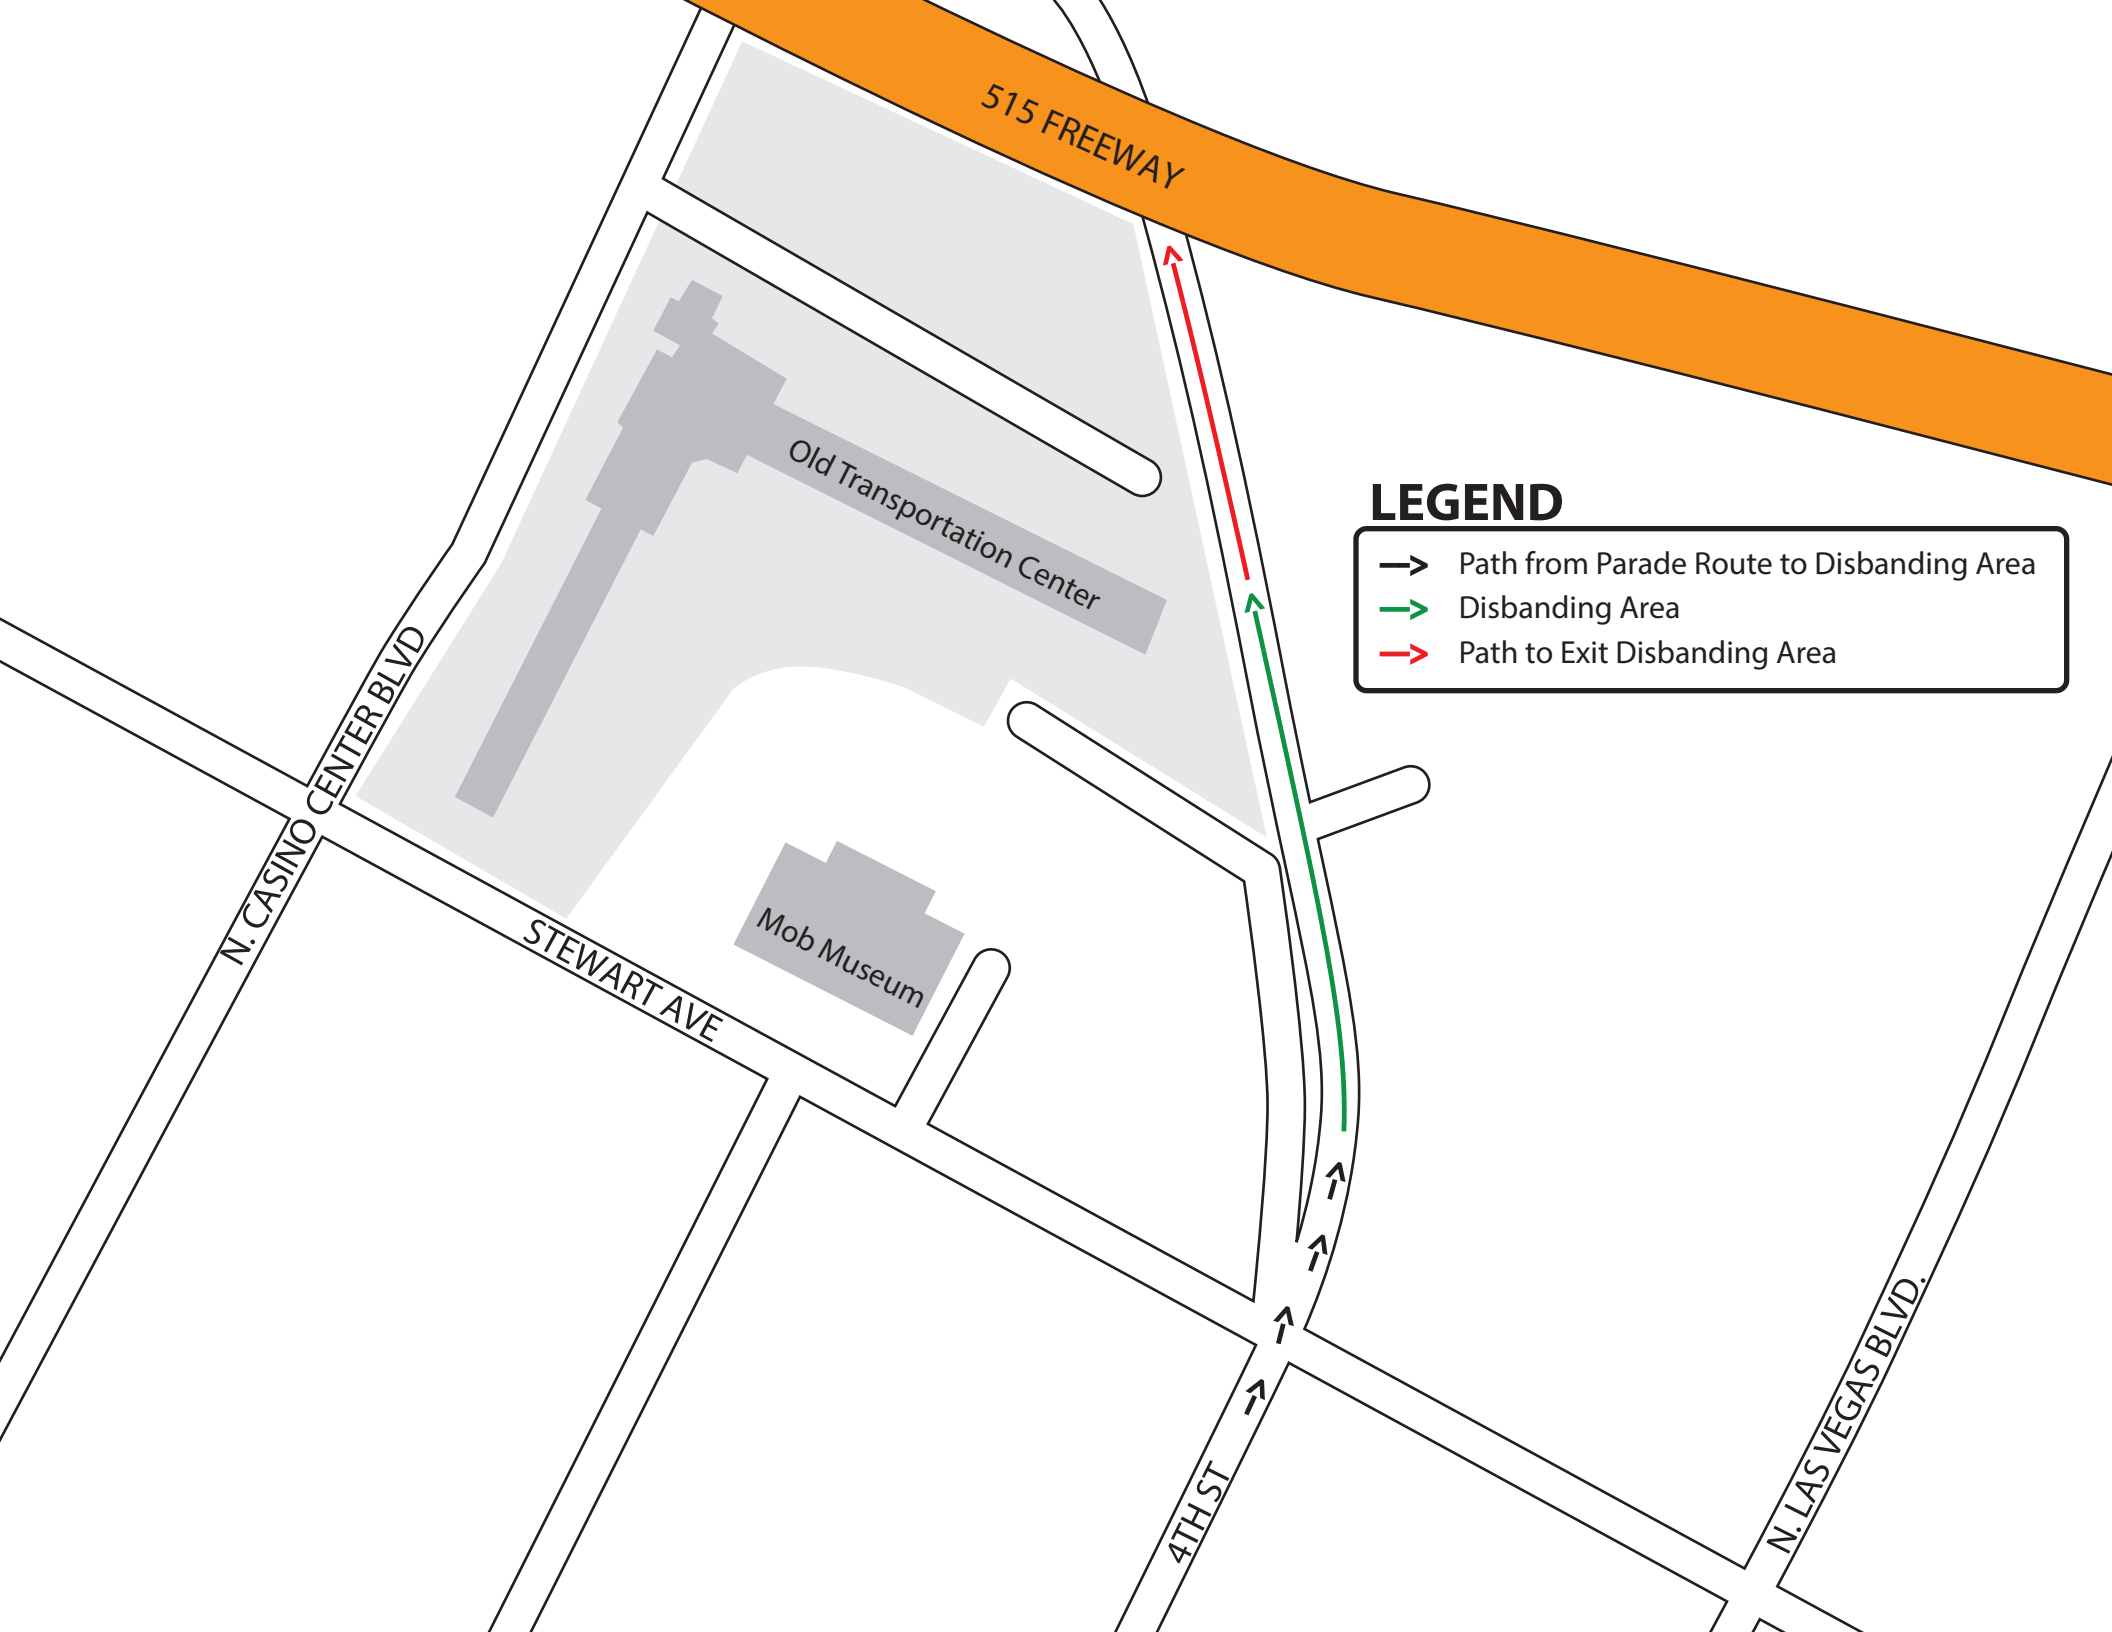 515 FREEWAY
Old Transportation Center
LEGEND
Path from Parade Route to Disbanding Area
Disbanding Area
Path to Exit Disbanding Area
N. CASINO CENTER BLVD
Mob Museum
STEWART AVE
4TH ST
N. LAS VEGAS BLVD.